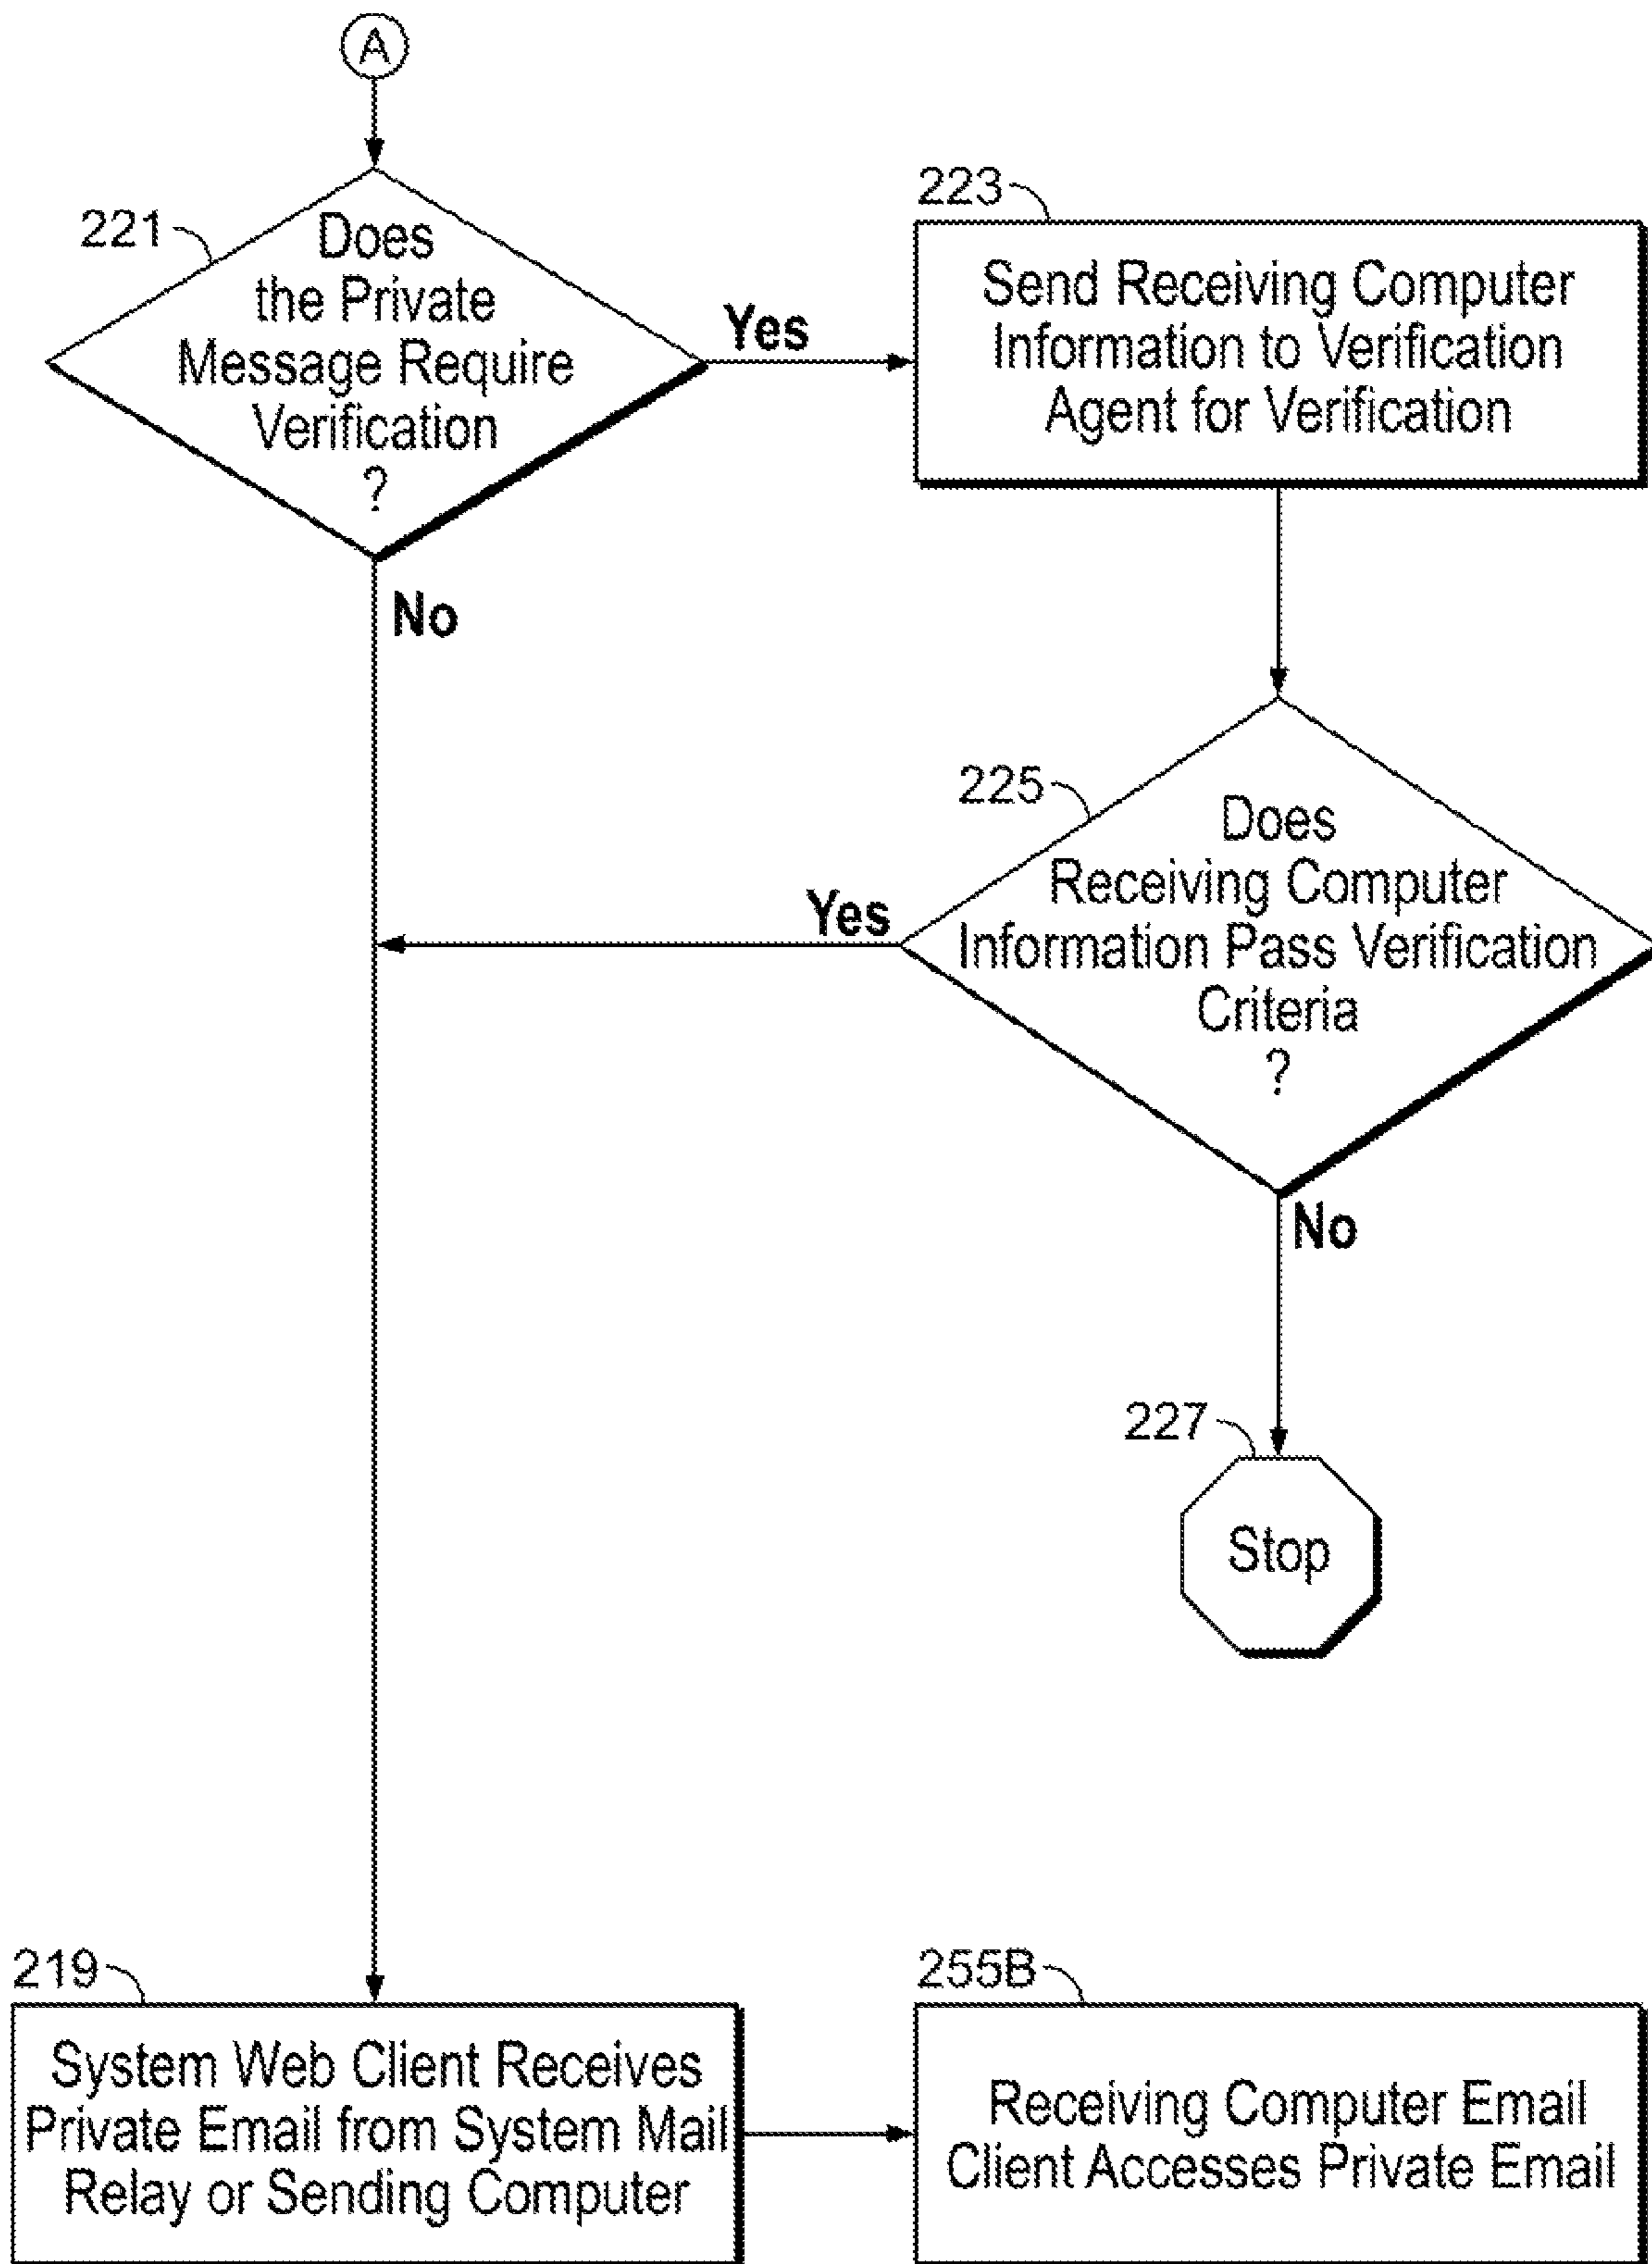 A
221
Does
the Private
Message Require
Verification
?
Yes
No
223
Send Receiving Computer
Information to Verification
Agent for Verification
225
Does
Receiving Computer
Information Pass Verification
Criteria
?
Yes
No
227
Stop
219
System Web Client Receives
Private Email from System Mail
Relay or Sending Computer
255B
Receiving Computer Email
Client Accesses Private Email